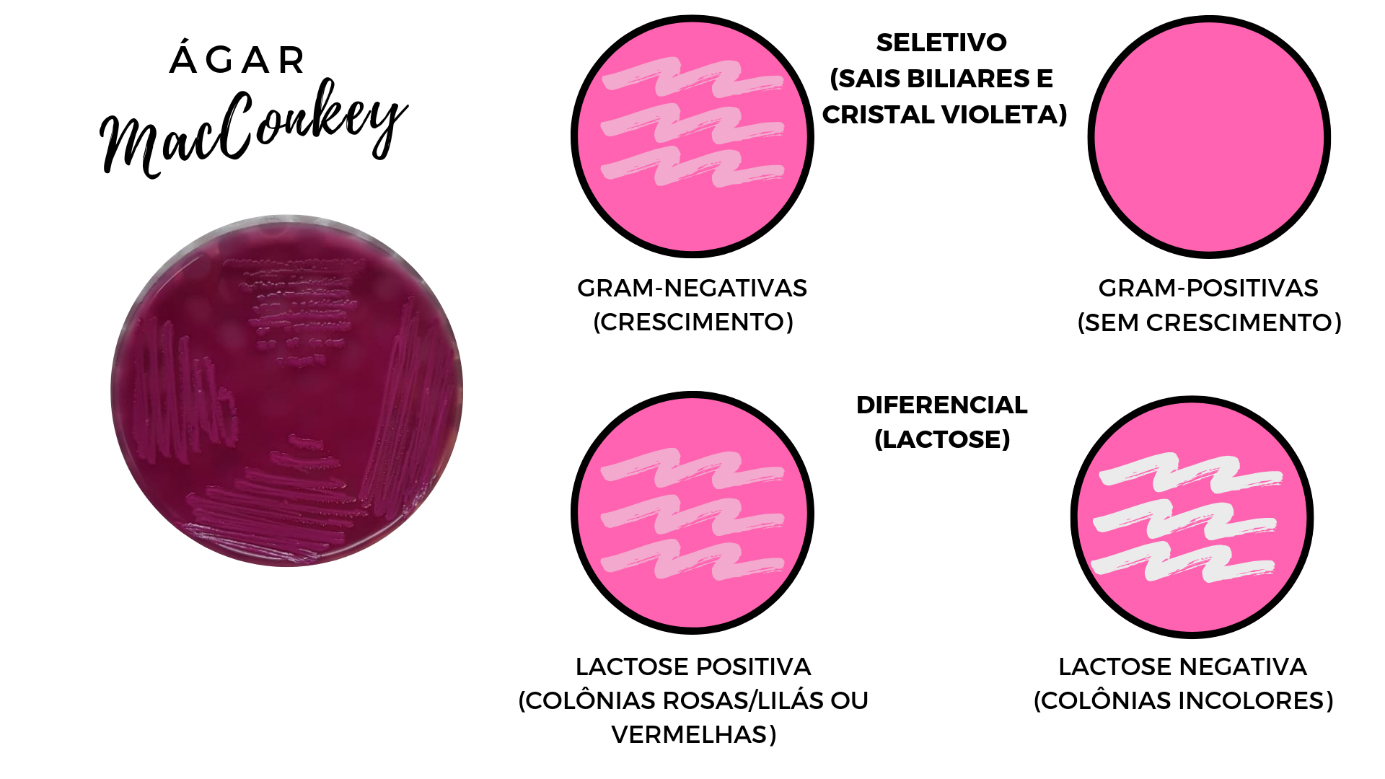 ÁGAR
MacConkey
SELETIVO
(SAIS BILIARES E
CRISTAL VIOLETA)
GRAM-NEGATIVAS
(CRESCIMENTO)
GRAM-POSITIVAS
(SEM CRESCIMENTO)
DIFERENCIAL
(LACTOSE)
LACTOSE POSITIVA
(COLÔNIAS ROSAS/LILÁS OU
VERMELHAS)
LACTOSE NEGATIVA
(COLÔNIAS INCOLORES)